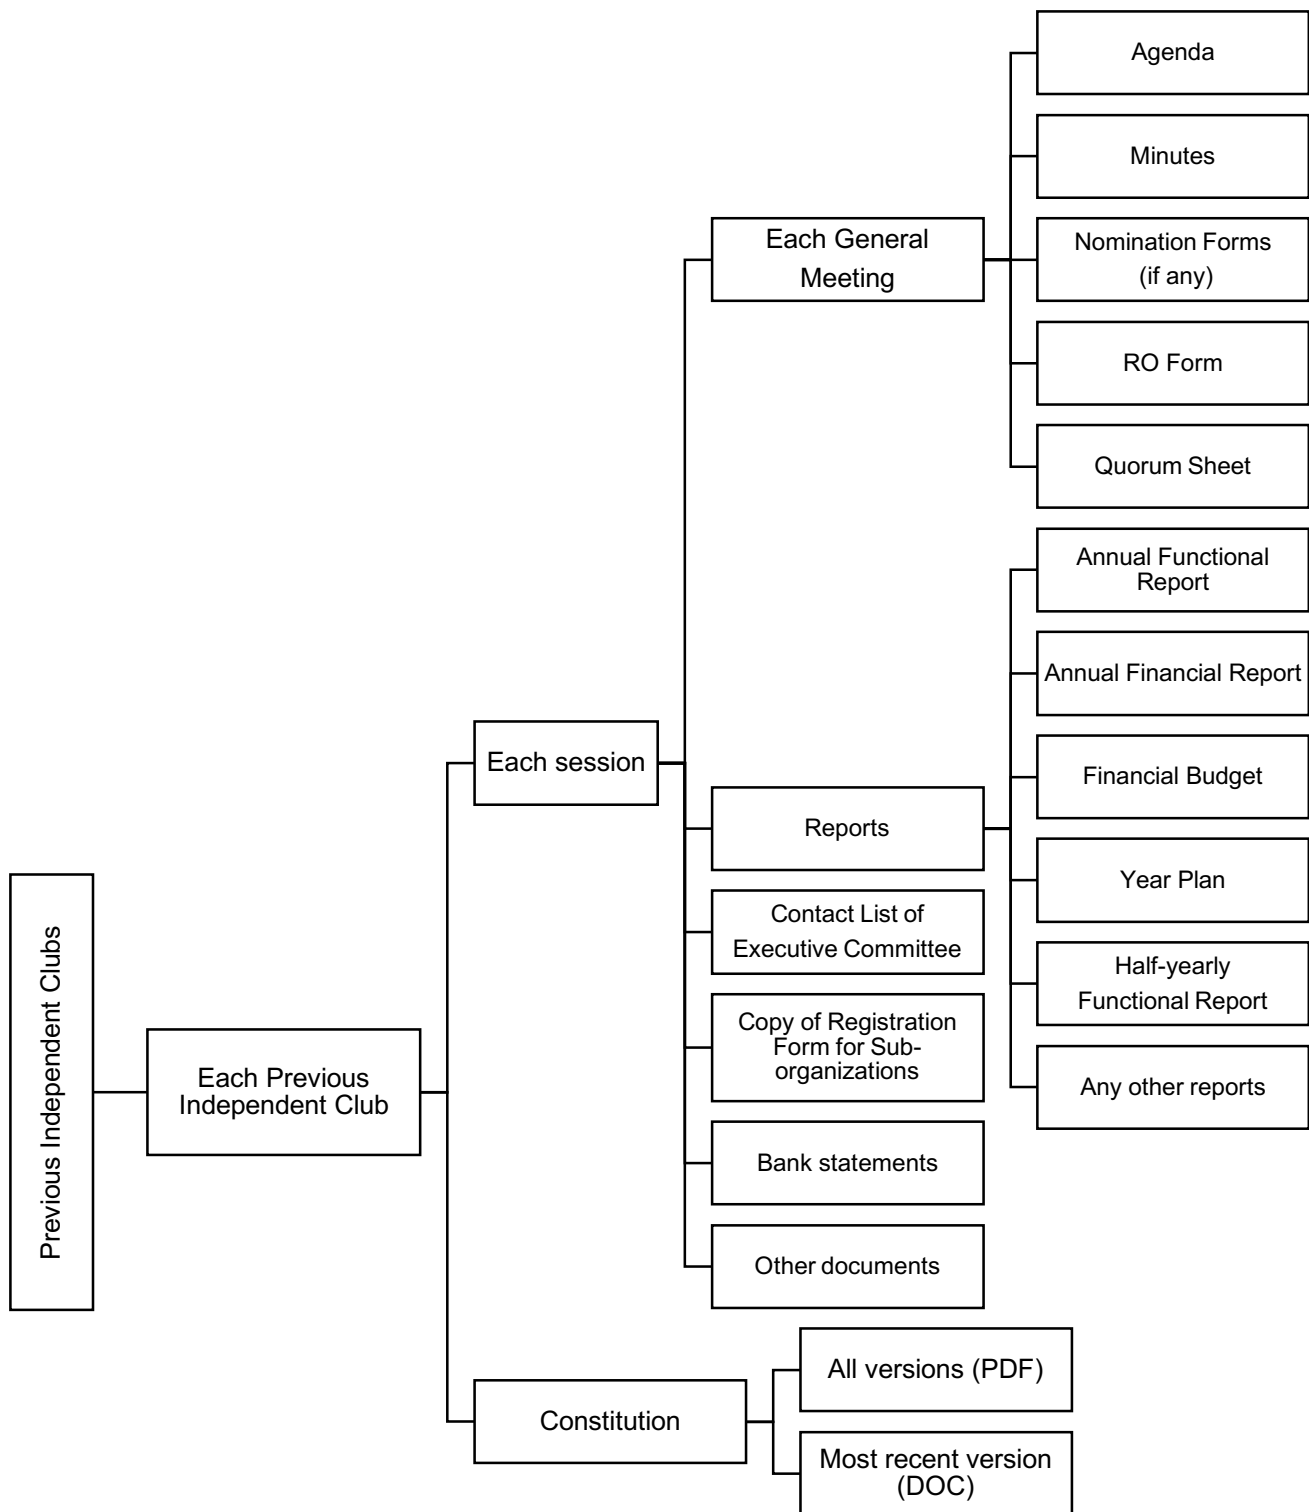 Agenda
Minutes
Each General
Meeting
Nomination Forms
(if any)
RO Form
Quorum Sheet
Annual Functional
Report
Annual Financial Report
Each session
Financial Budget
Reports
Year Plan
Contact List of
Executive Committee
Half-yearly
Functional Report
Copy of Registration
Form for Sub-
organizations
Any other reports
Previous Independent Clubs
Each Previous
Independent Club
Bank statements
Other documents
All versions (PDF)
Constitution
Most recent version
(DOC)